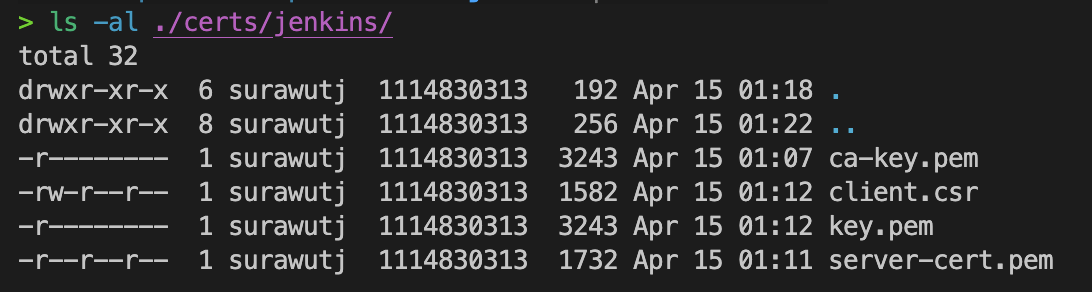 > ls -al ./certs/jenkins/
total 32
drwxr-xr-x  6 surawutj  1114830313   192 Apr 15 01:18 .
drwxr-xr-x  8 surawutj  1114830313   256 Apr 15 01:22 ..
-r--------  1 surawutj  1114830313  3243 Apr 15 01:07 ca-key.pem
-rw-r--r--  1 surawutj  1114830313  1582 Apr 15 01:12 client.csr
-r--------  1 surawutj  1114830313  3243 Apr 15 01:12 key.pem
-r--r--r--  1 surawutj  1114830313  1732 Apr 15 01:11 server-cert.pem